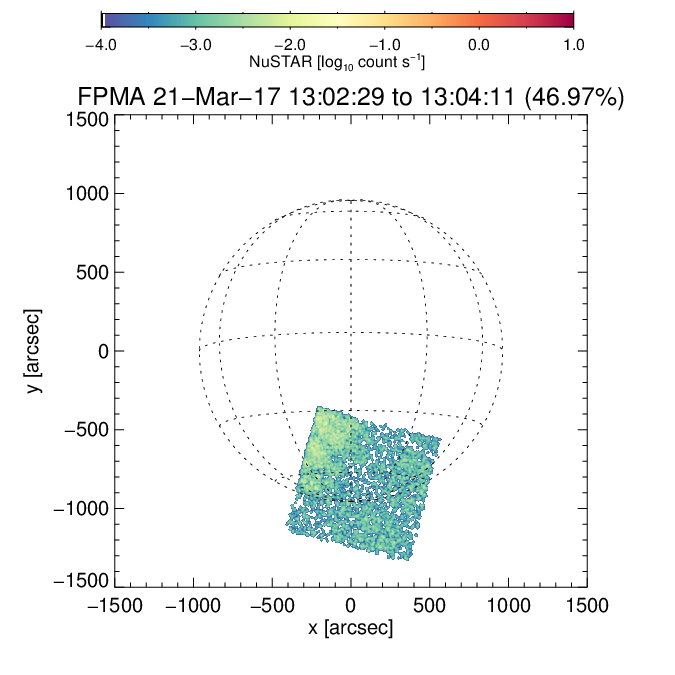 −4.0 −3.0 −2.0 −1.0 0.0 1.0
NuSTAR [log₁₀ count s⁻¹]
FPMA 21−Mar−17 13:02:29 to 13:04:11 (46.97%)
1500
1000
500
0
−500
−1000
−1500
y [arcsec]
−1500 −1000 −500 0 500 1000 1500
x [arcsec]